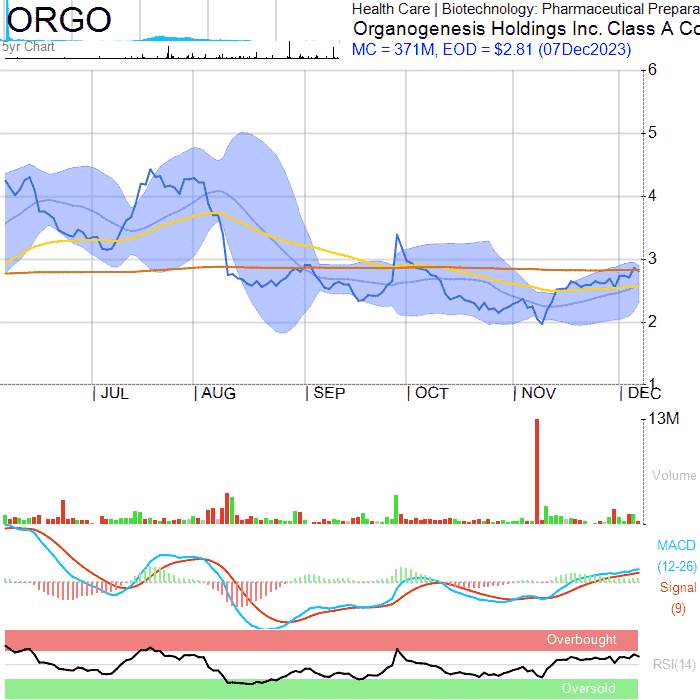 ORGO
Health Care | Biotechnology: Pharmaceutical Prepara
Organogenesis Holdings Inc. Class A Co
MC = 371M, EOD = $2.81 (07Dec2023)
5yr Chart
6
5
4
3
2
1
JUL AUG SEP OCT NOV DEC
13M
Volume
MACD
(12-26)
Signal
(9)
Overbought
RSI(14)
Oversold